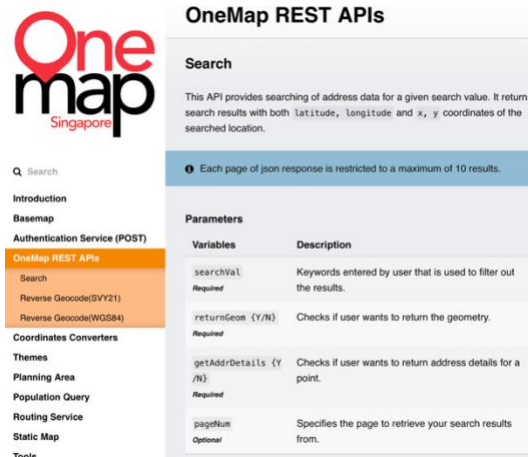 One
map
Singapore
Search
Introduction
Basemap
Authentication Service (POST)
OneMap REST APIs
Search
Reverse Geocode(SVY21)
Reverse Geocode(WGS84)
Coordinates Converters
Themes
Planning Area
Population Query
Routing Service
Static Map
Tools
OneMap REST APIs
Search
This API provides searching of address data for a given search value. It return
search results with both latitude, longitude and x, y coordinates of the
searched location.
Each page of json response is restricted to a maximum of 10 results.
Parameters
Variables Description
searchVal Keywords entered by user that is used to filter out
Required the results.
returnGeom {Y/N} Checks if user wants to return the geometry.
Required
getAddrDetails {Y Checks if user wants to return address details for a
/N} point.
Required
pageNum Specifies the page to retrieve your search results
Optional from.